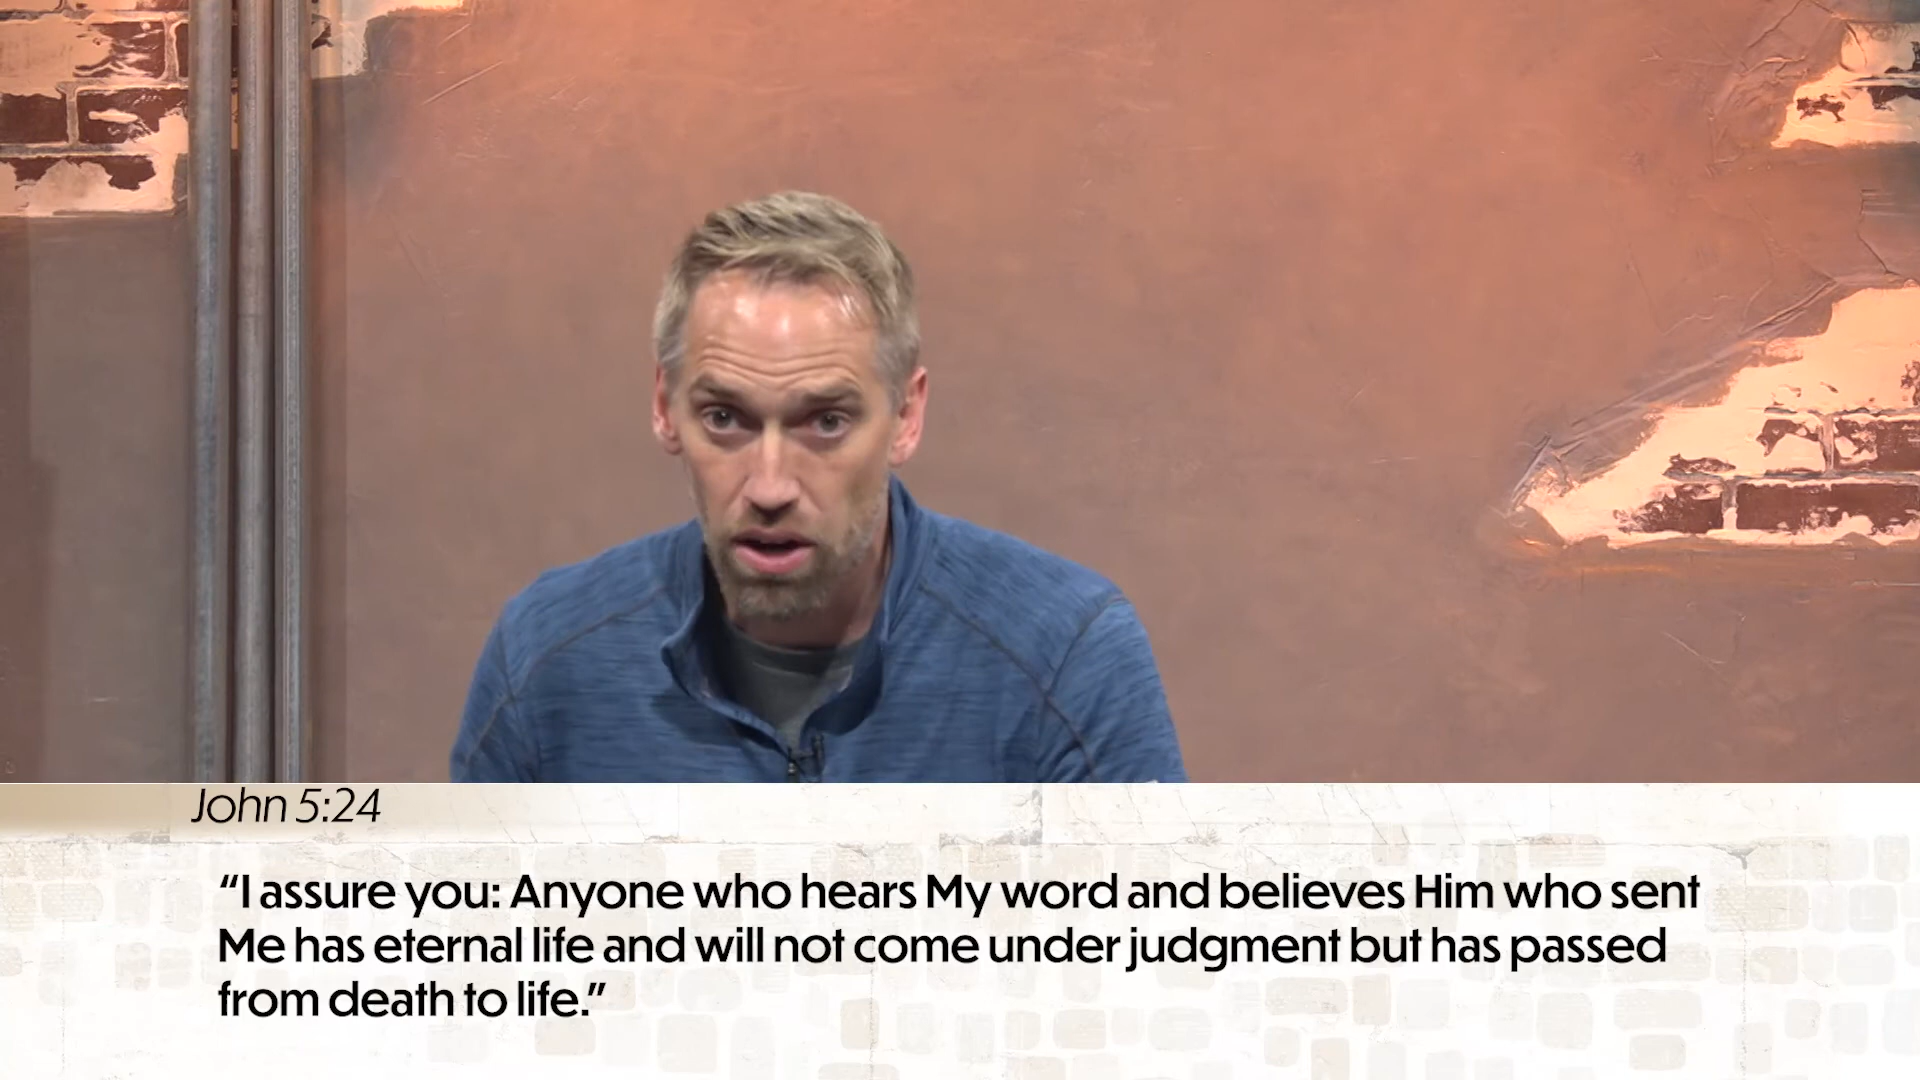 John 5:24
“I assure you: Anyone who hears My word and believes Him who sent
Me has eternal life and will not come under judgment but has passed
from death to life.”